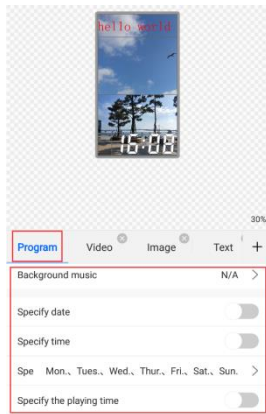 hello world
16:08
30%
Program Video Image Text +
Background music N/A >
Specify date
Specify time
Spe Mon.、Tues.、Wed.、Thur.、Fri.、Sat.、Sun. >
Specify the playing time